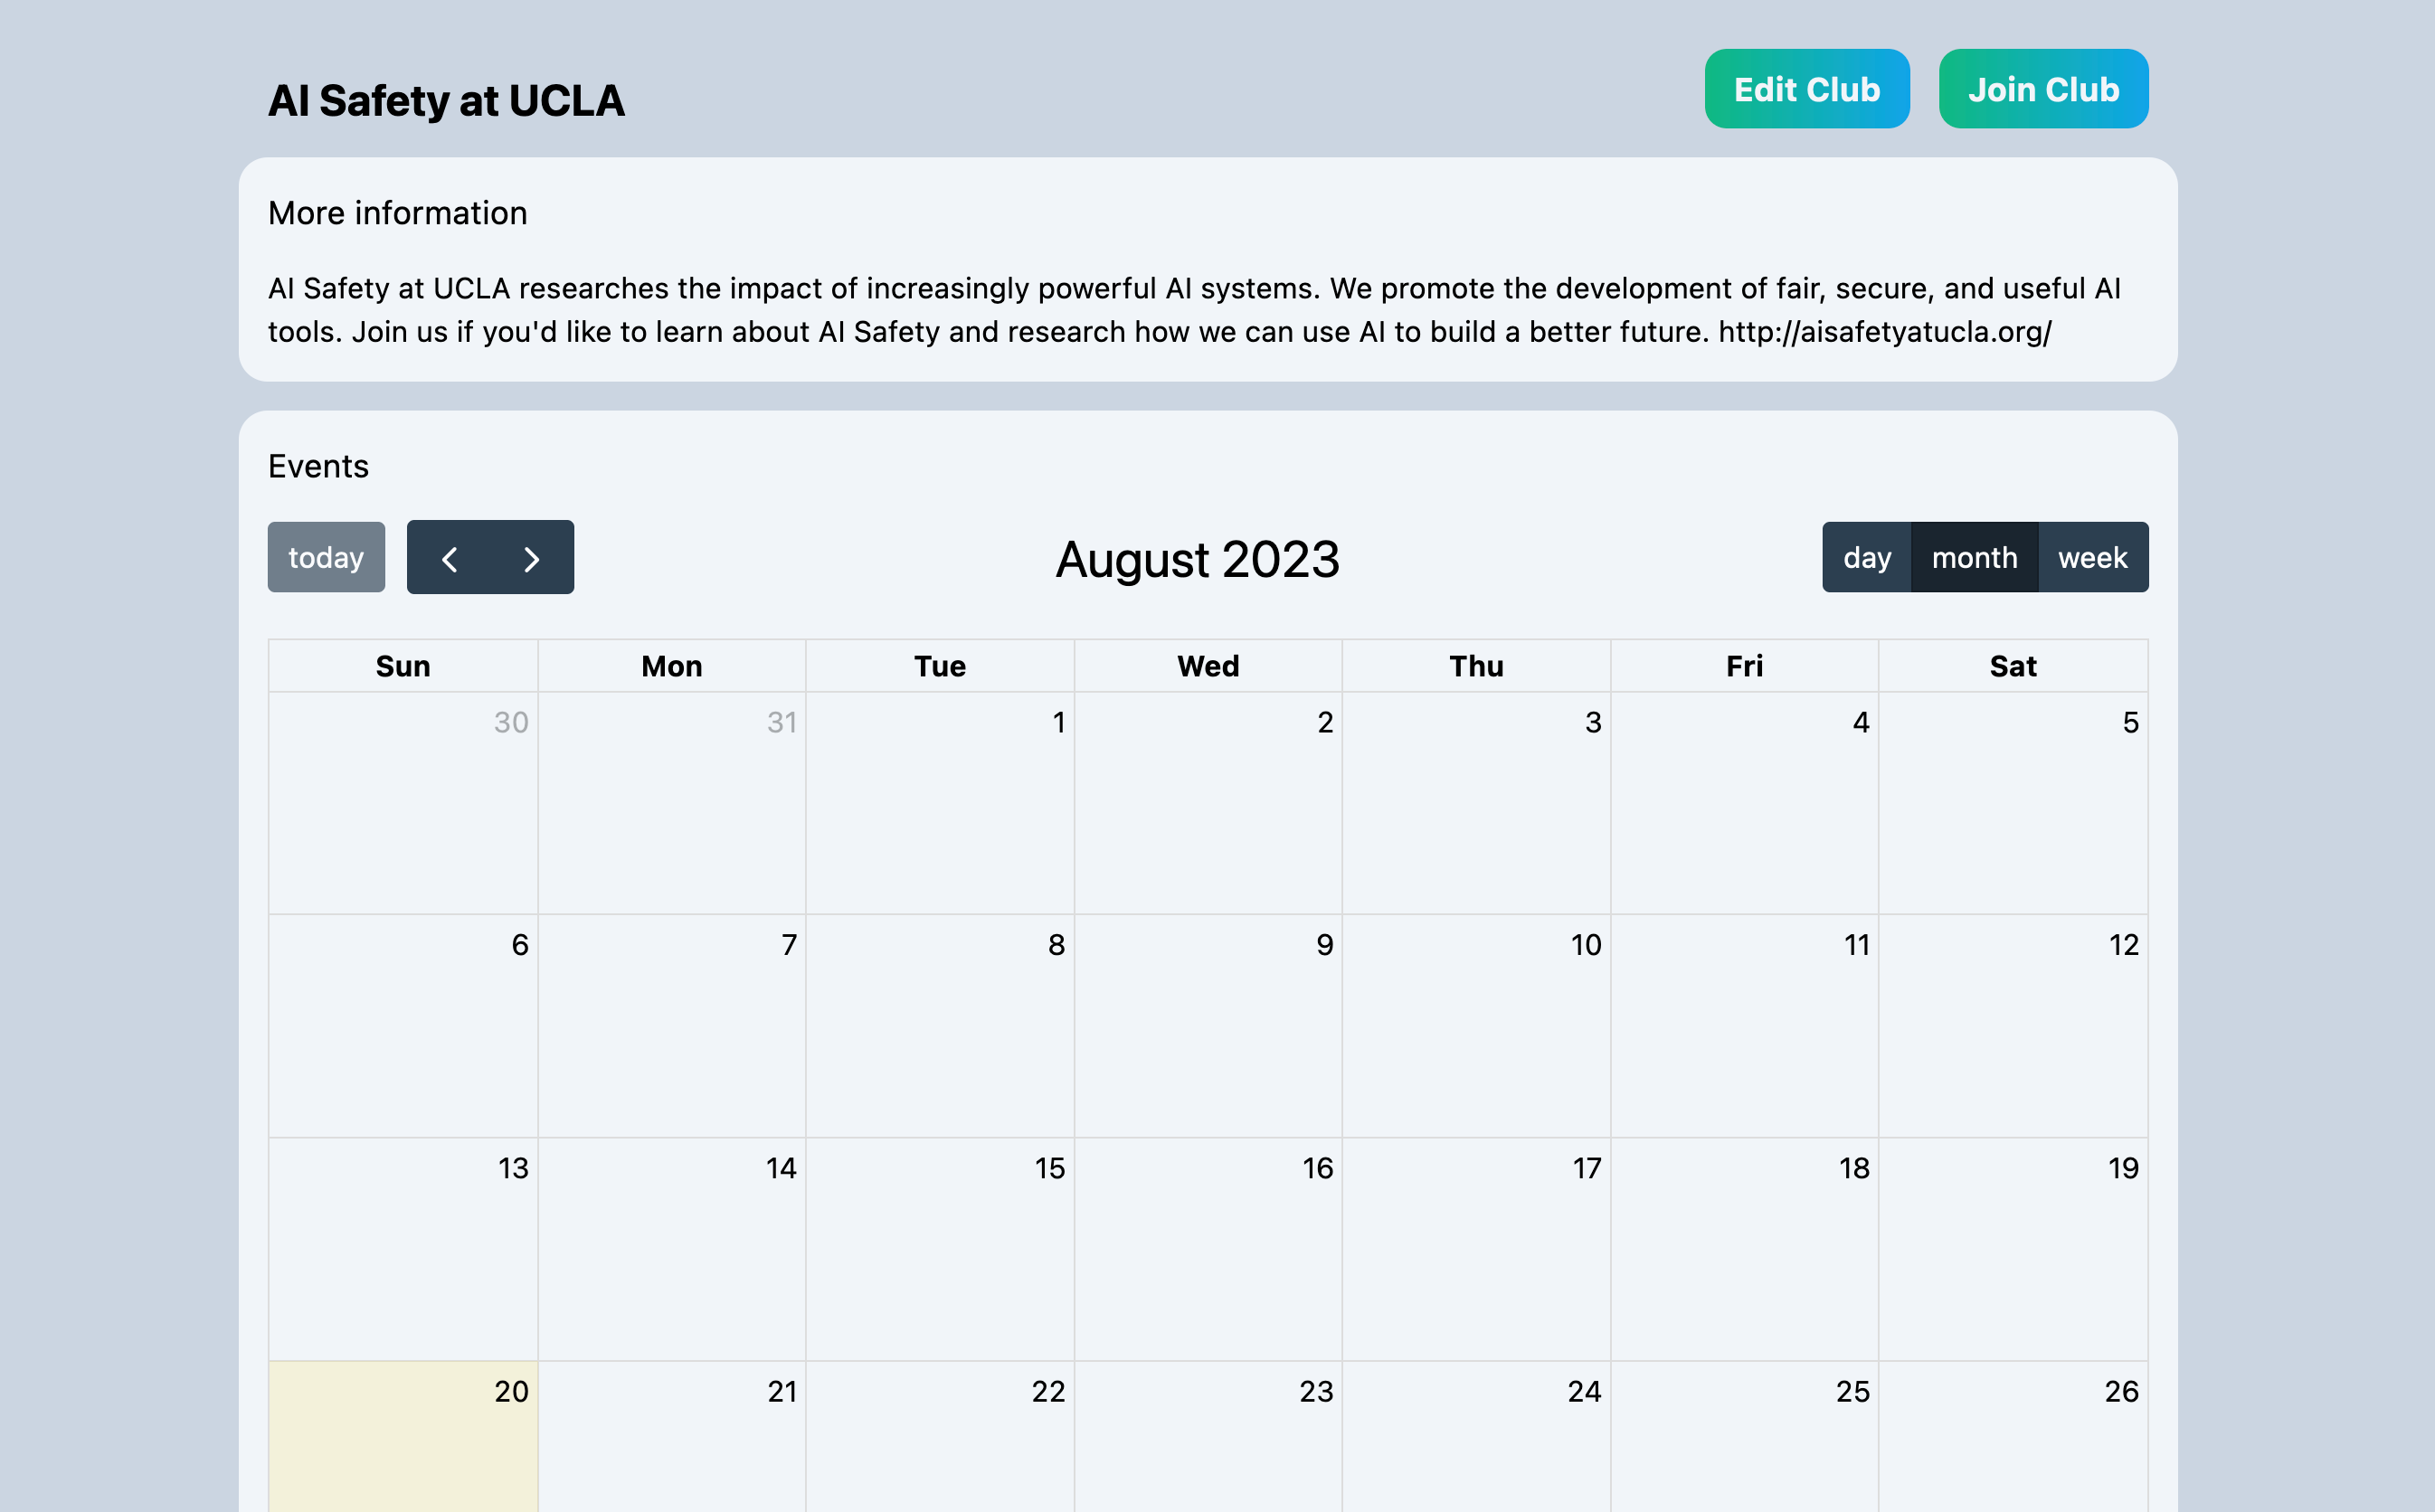 AI Safety at UCLA
Edit Club
Join Club
More information
AI Safety at UCLA researches the impact of increasingly powerful AI systems. We promote the development of fair, secure, and useful AI
tools. Join us if you'd like to learn about AI Safety and research how we can use AI to build a better future. http://aisafetyatucla.org/
Events
today
August 2023
day month week
Sun Mon Tue Wed Thu Fri Sat
30 31 1 2 3 4 5
6 7 8 9 10 11 12
13 14 15 16 17 18 19
20 21 22 23 24 25 26